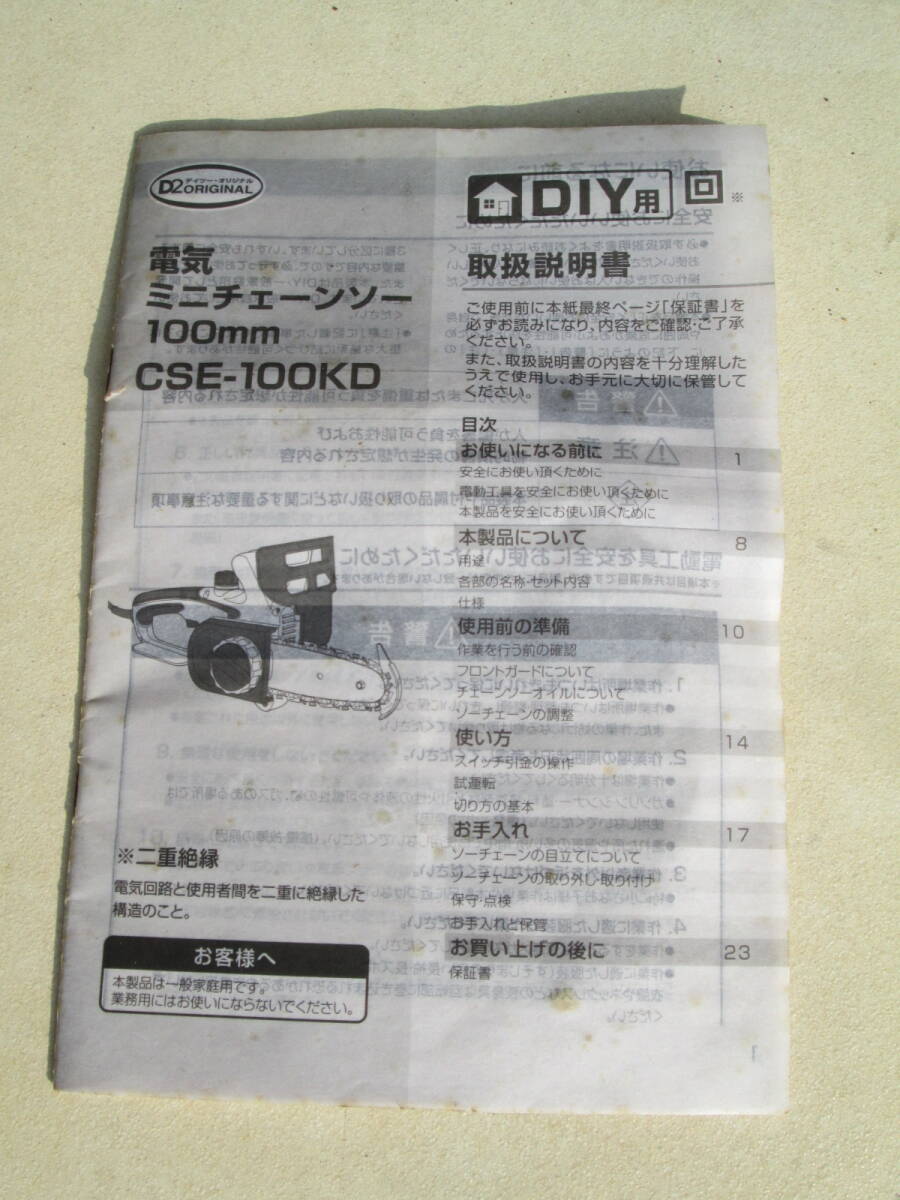 デイツー・オリジナル
D2 ORIGINAL
電気
ミニチェーンソー
100mm
CSE-100KD
※二重絶縁
電気回路と使用者間を二重に絶縁した
構造のこと。
お客様へ
本製品は一般家庭用です。
業務用にはお使いにならないでください。
DIY用
※
取扱説明書
ご使用前に本紙最終ページ「保証書」を
必ずお読みになり、内容をご確認・ご了承
ください。
また、取扱説明書の内容を十分理解した
うえで使用し、お手元に大切に保管して
ください。
目次
お使いになる前に 1
安全にお使い頂くために
電動工具を安全にお使い頂くために
本製品を安全にお使い頂くために
本製品について 8
用途
各部の名称・セット内容
仕様
使用前の準備 10
作業を行う前の確認
フロントガードについて
チェーンソーオイルについて
ソーチェーンの調整
使い方 14
スイッチ引金の操作
試運転
切り方の基本
お手入れ 17
ソーチェーンの目立てについて
ソーチェーンの取り外し・取り付け
保守・点検
お手入れと保管
お買い上げの後に 23
保証書